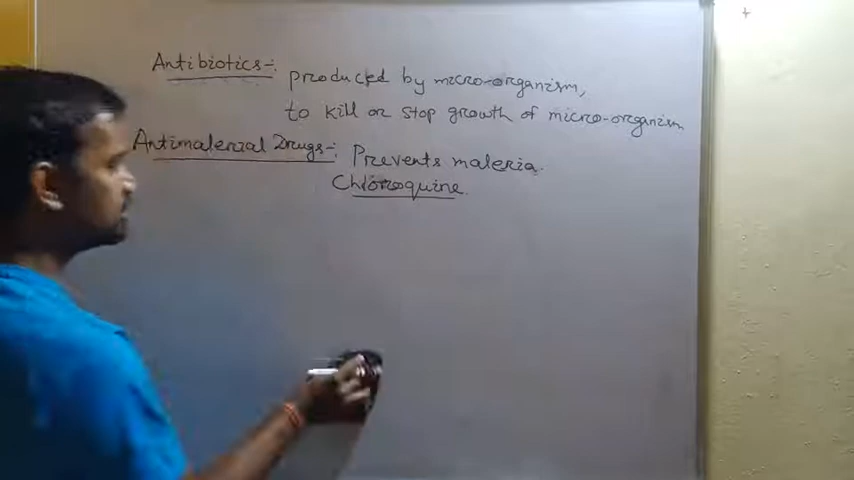 Antibiotics:- produced by micro-organism,
to kill or stop growth of micro-organism
Antimalerial Drugs:- Prevents maleria.
Chloroquine.